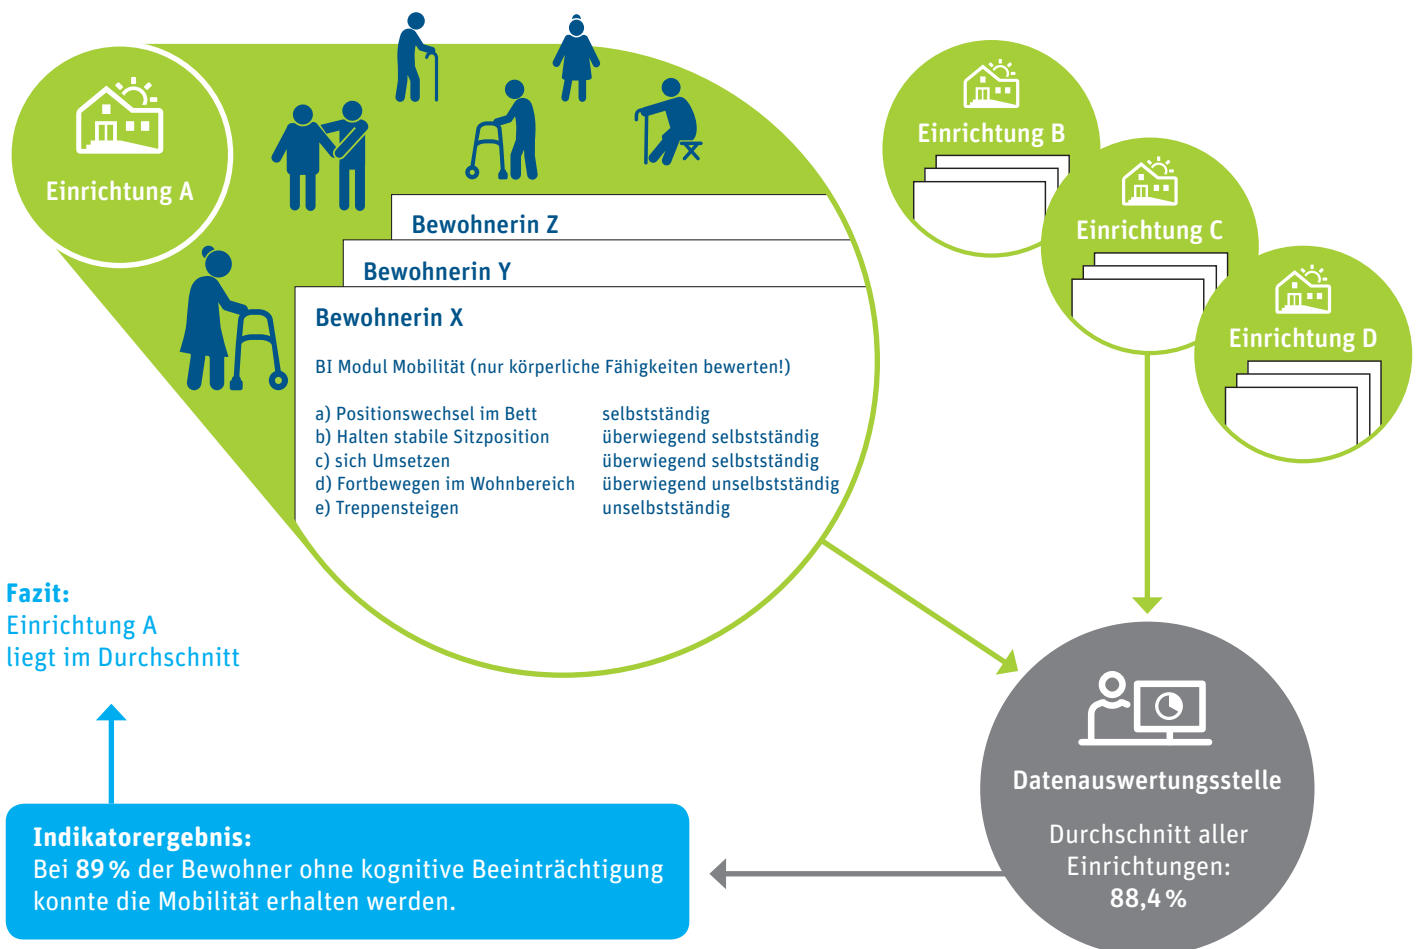 Einrichtung A
Bewohnerin Z
Bewohnerin Y
Bewohnerin X
BI Modul Mobilität (nur körperliche Fähigkeiten bewerten!)
a) Positionswechsel im Bett selbstständig
b) Halten stabile Sitzposition überwiegend selbstständig
c) sich Umsetzen überwiegend selbstständig
d) Fortbewegen im Wohnbereich überwiegend unselbstständig
e) Treppensteigen unselbstständig
Einrichtung B
Einrichtung C
Einrichtung D
Datenauswertungsstelle
Durchschnitt aller
Einrichtungen:
88,4 %
Indikatorergebnis:
Bei 89 % der Bewohner ohne kognitive Beeinträchtigung
konnte die Mobilität erhalten werden.
Fazit:
Einrichtung A
liegt im Durchschnitt